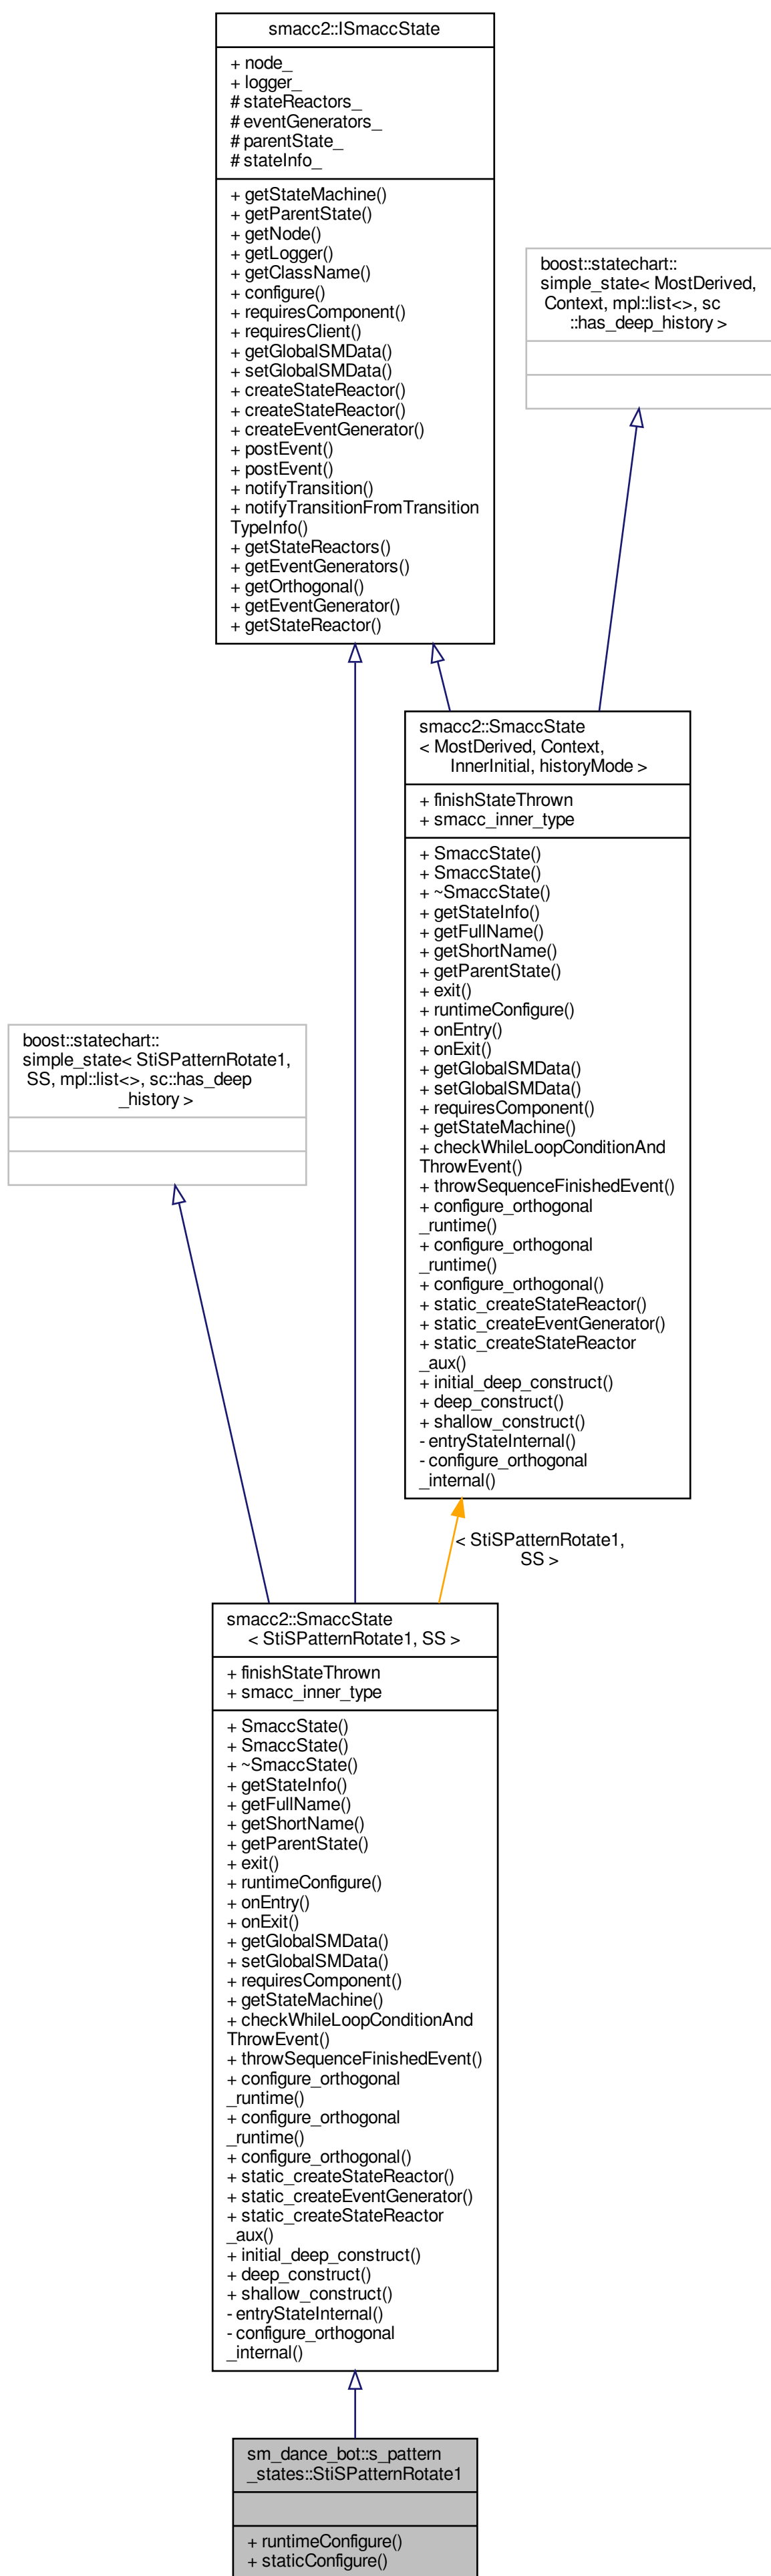 smacc2::ISmaccState
+ node_
+ logger_
# stateReactors_
# eventGenerators_
# parentState_
# stateInfo_
+ getStateMachine()
+ getParentState()
+ getNode()
+ getLogger()
+ getClassName()
+ configure()
+ requiresComponent()
+ requiresClient()
+ getGlobalSMData()
+ setGlobalSMData()
+ createStateReactor()
+ createStateReactor()
+ createEventGenerator()
+ postEvent()
+ postEvent()
+ notifyTransition()
+ notifyTransitionFromTransition
TypeInfo()
+ getStateReactors()
+ getEventGenerators()
+ getOrthogonal()
+ getEventGenerator()
+ getStateReactor()
boost::statechart::
simple_state< MostDerived,
Context, mpl::list<>, sc
::has_deep_history >
smacc2::SmaccState
< MostDerived, Context,
InnerInitial, historyMode >
+ finishStateThrown
+ smacc_inner_type
+ SmaccState()
+ SmaccState()
+ ~SmaccState()
+ getStateInfo()
+ getFullName()
+ getShortName()
+ getParentState()
+ exit()
+ runtimeConfigure()
+ onEntry()
+ onExit()
+ getGlobalSMData()
+ setGlobalSMData()
+ requiresComponent()
+ getStateMachine()
+ checkWhileLoopConditionAnd
ThrowEvent()
+ throwSequenceFinishedEvent()
+ configure_orthogonal
_runtime()
+ configure_orthogonal
_runtime()
+ configure_orthogonal()
+ static_createStateReactor()
+ static_createEventGenerator()
+ static_createStateReactor
_aux()
+ initial_deep_construct()
+ deep_construct()
+ shallow_construct()
- entryStateInternal()
- configure_orthogonal
_internal()
boost::statechart::
simple_state< StiSPatternRotate1,
SS, mpl::list<>, sc::has_deep
_history >
< StiSPatternRotate1,
SS >
smacc2::SmaccState
< StiSPatternRotate1, SS >
+ finishStateThrown
+ smacc_inner_type
+ SmaccState()
+ SmaccState()
+ ~SmaccState()
+ getStateInfo()
+ getFullName()
+ getShortName()
+ getParentState()
+ exit()
+ runtimeConfigure()
+ onEntry()
+ onExit()
+ getGlobalSMData()
+ setGlobalSMData()
+ requiresComponent()
+ getStateMachine()
+ checkWhileLoopConditionAnd
ThrowEvent()
+ throwSequenceFinishedEvent()
+ configure_orthogonal
_runtime()
+ configure_orthogonal
_runtime()
+ configure_orthogonal()
+ static_createStateReactor()
+ static_createEventGenerator()
+ static_createStateReactor
_aux()
+ initial_deep_construct()
+ deep_construct()
+ shallow_construct()
- entryStateInternal()
- configure_orthogonal
_internal()
sm_dance_bot::s_pattern
_states::StiSPatternRotate1
+ runtimeConfigure()
+ staticConfigure()